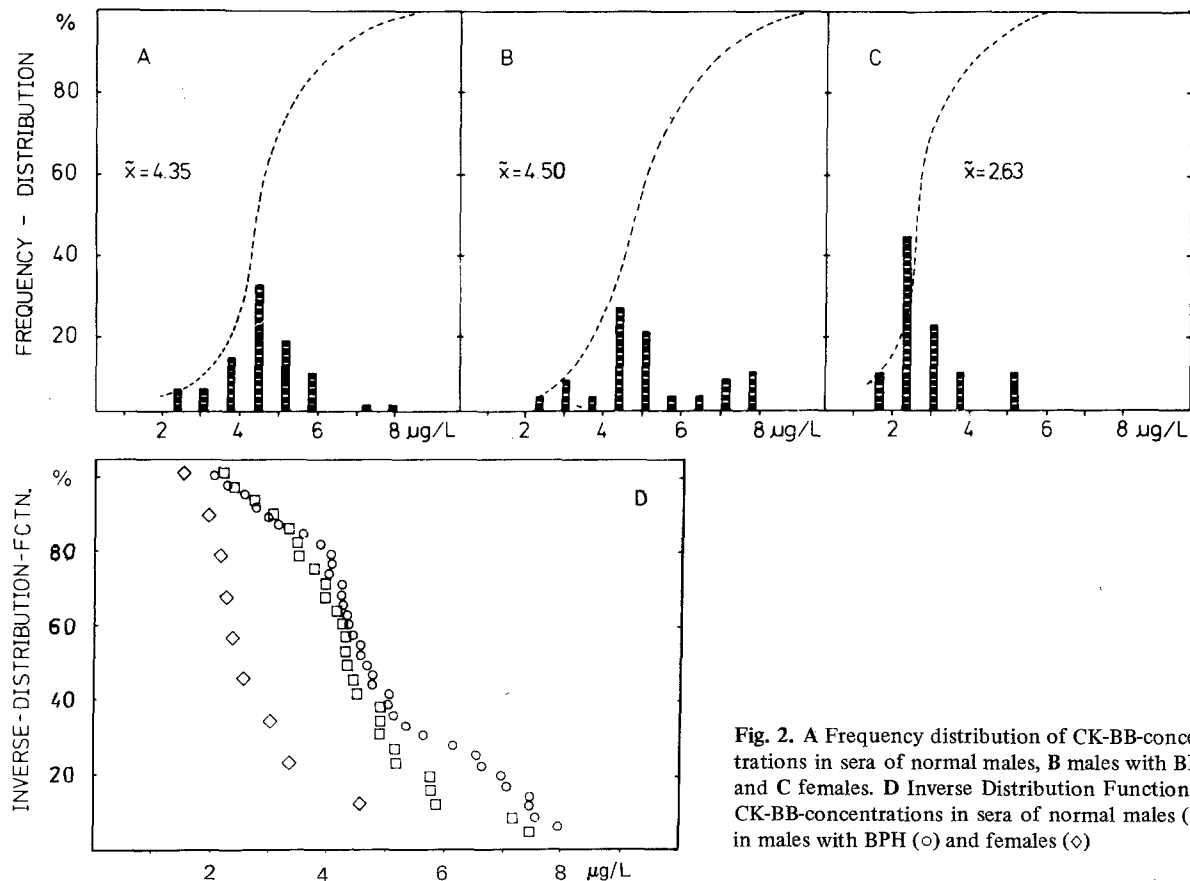 %
80
60
40
20
FREQUENCY - DISTRIBUTION
A
x̃=4.35
2 4 6 8 µg/L
B
x̃=4.50
2 4 6 8 µg/L
C
x̃=2.63
2 4 6 8 µg/L
%
80
60
40
20
INVERSE-DISTRIBUTION-FCTN.
D
2 4 6 8 µg/L
Fig. 2. A Frequency distribution of CK-BB-conce
trations in sera of normal males, B males with B
and C females. D Inverse Distribution Function
CK-BB-concentrations in sera of normal males (
in males with BPH (○) and females (◇)